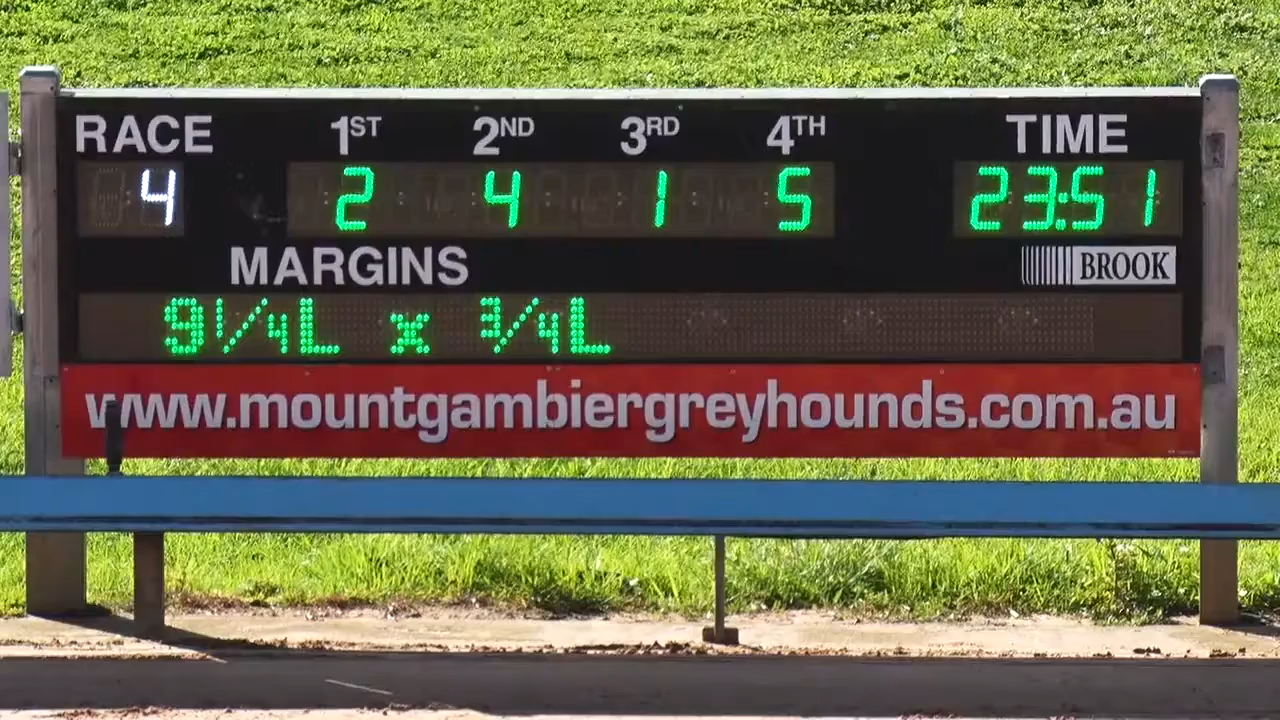 RACE 1ST 2ND 3RD 4TH TIME
4 2 4 1 5 23:51 1
MARGINS
BROOK
9¼L x ¾L
www.mountgambiergreyhounds.com.au